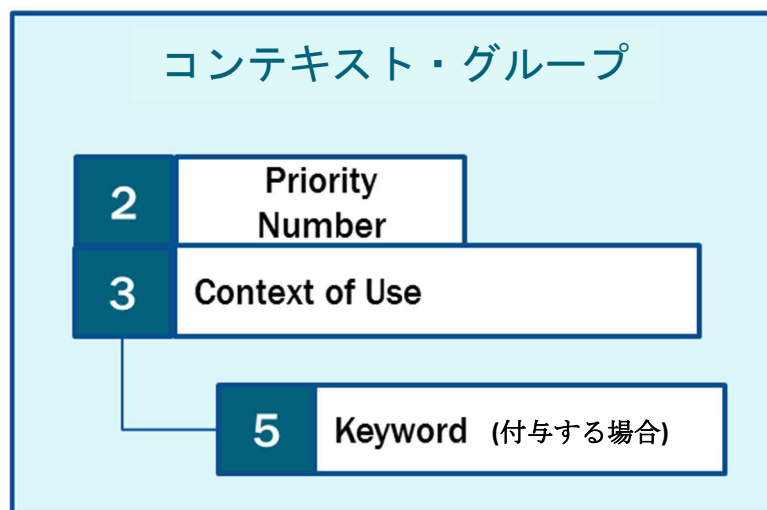 コンテキスト・グループ
2
Priority
Number
3
Context of Use
5
Keyword (付与する場合)